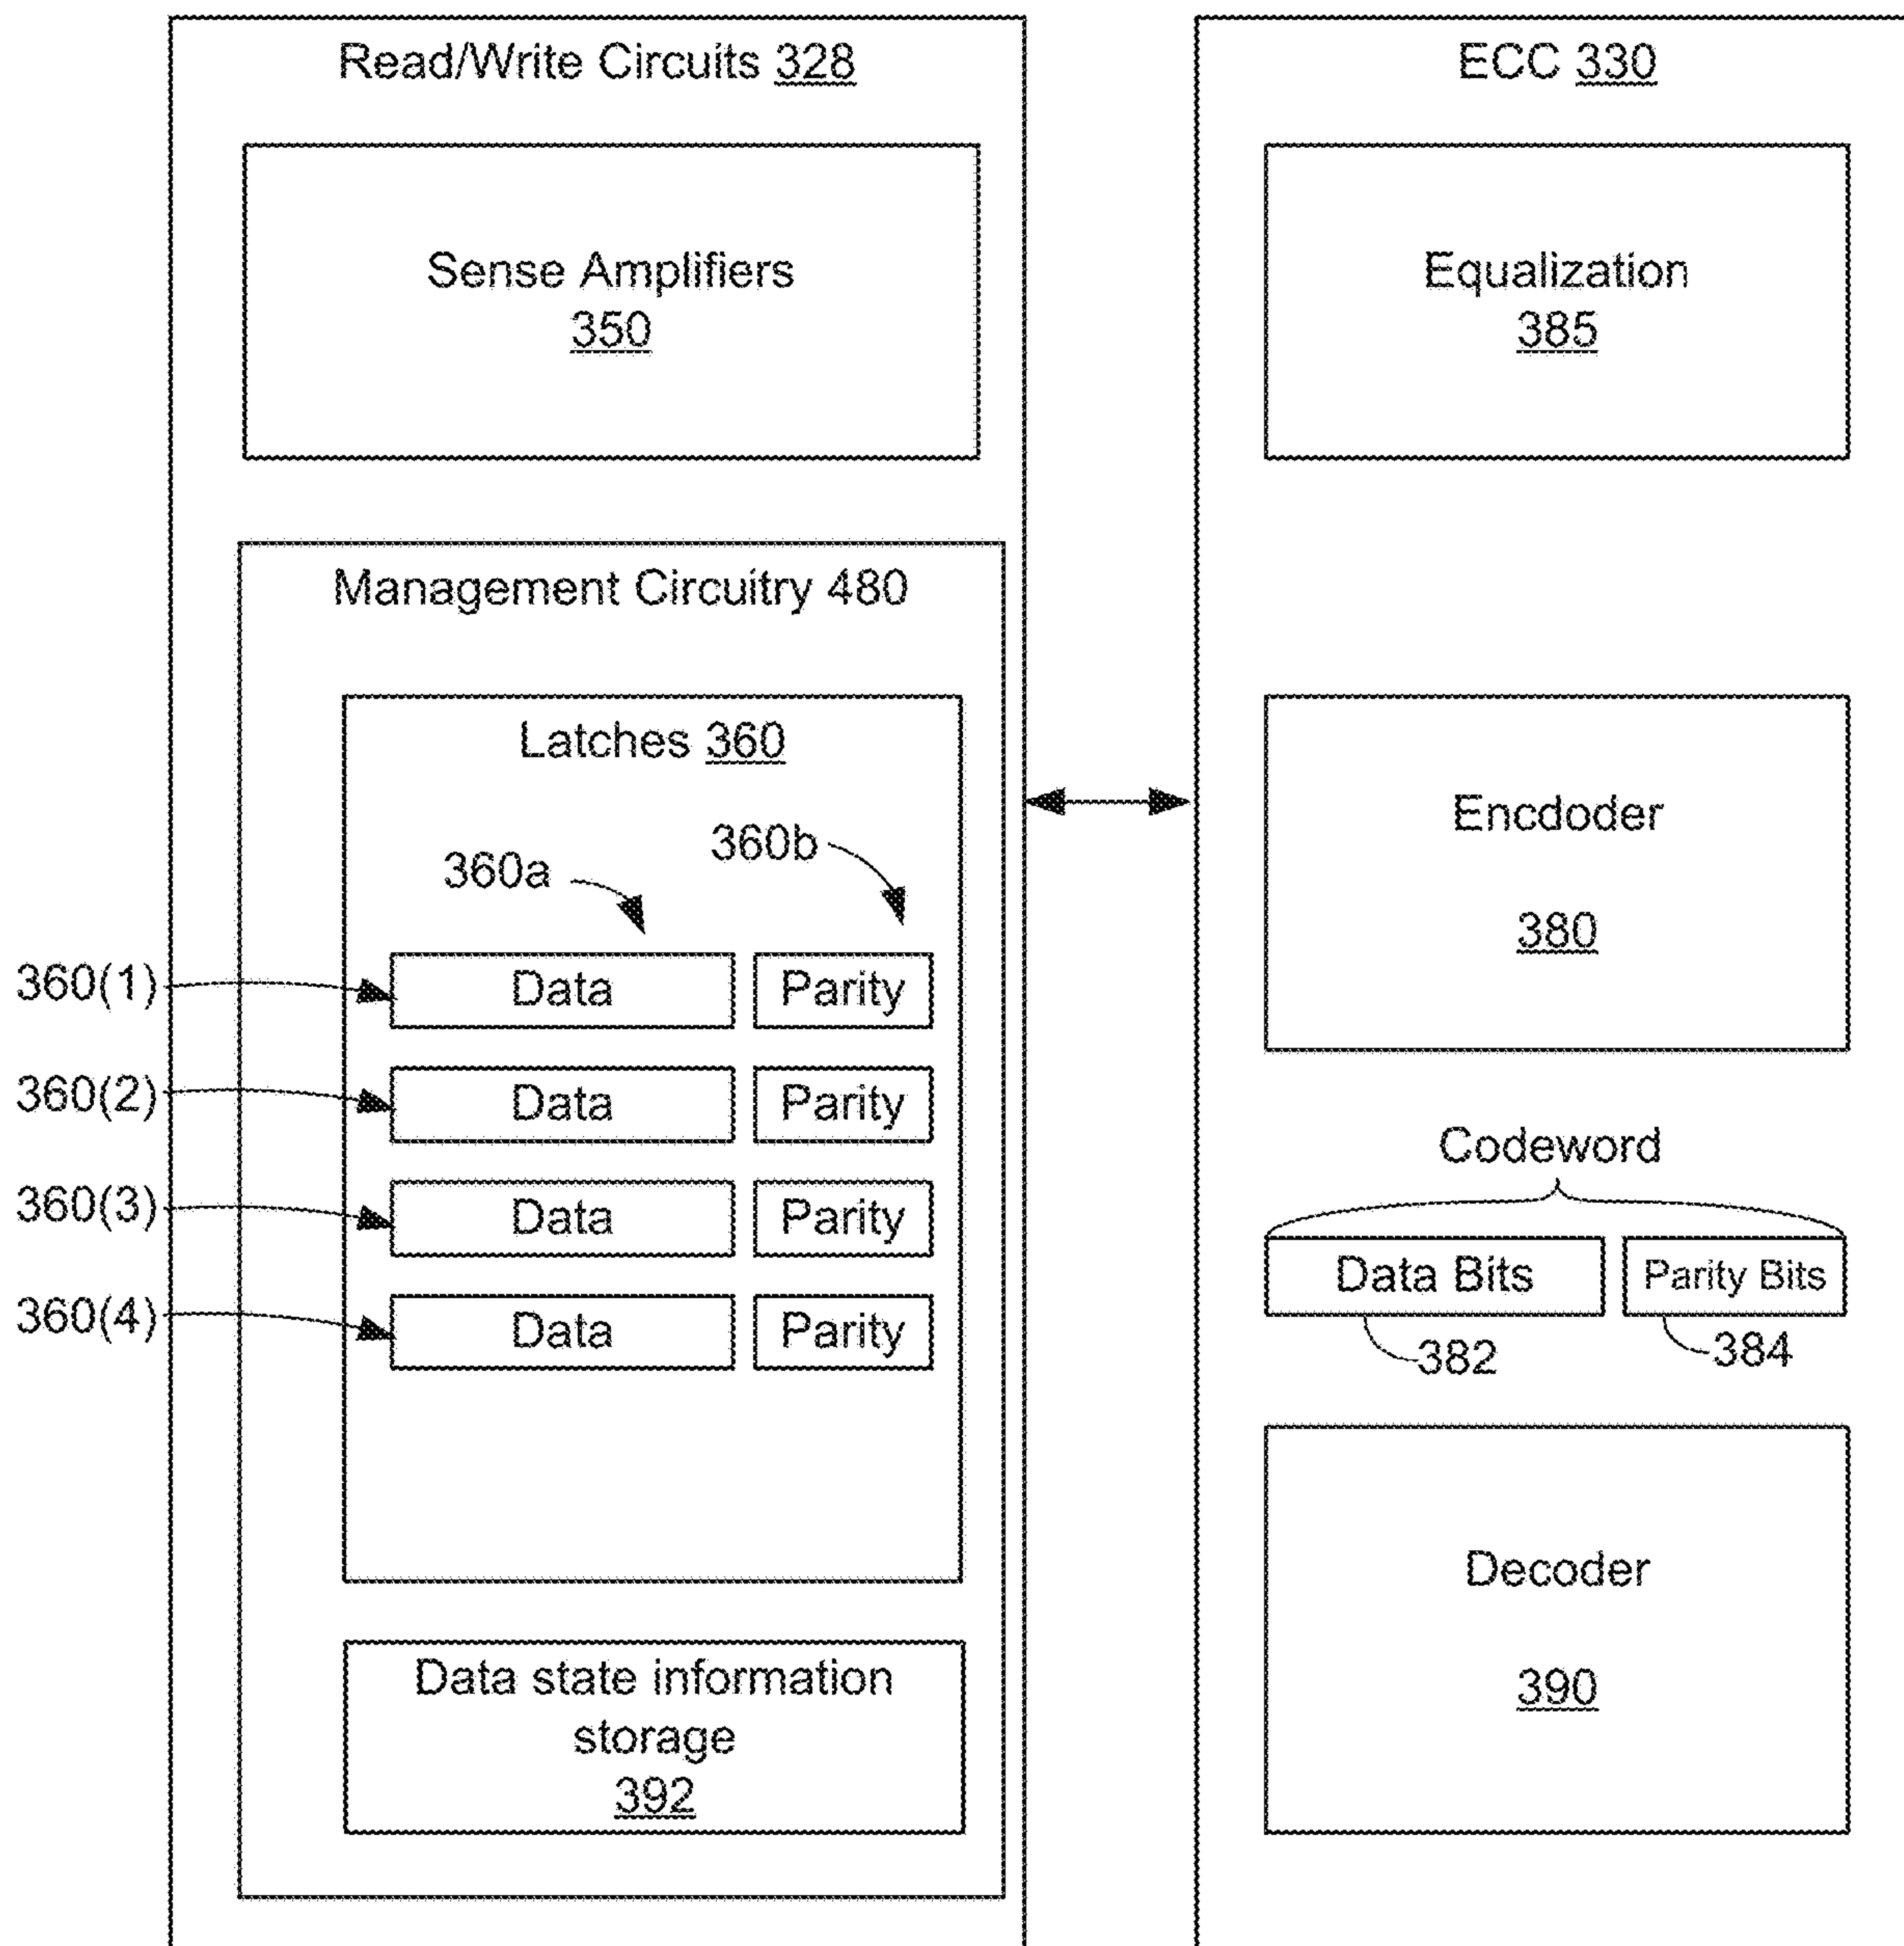 Read/Write Circuits 328
Sense Amplifiers
350
Management Circuitry 480
Latches 360
360a
360b
360(1)
Data
Parity
360(2)
Data
Parity
360(3)
Data
Parity
360(4)
Data
Parity
Data state information
storage
392
ECC 330
Equalization
385
Encdoder
380
Codeword
Data Bits
Parity Bits
382
384
Decoder
390